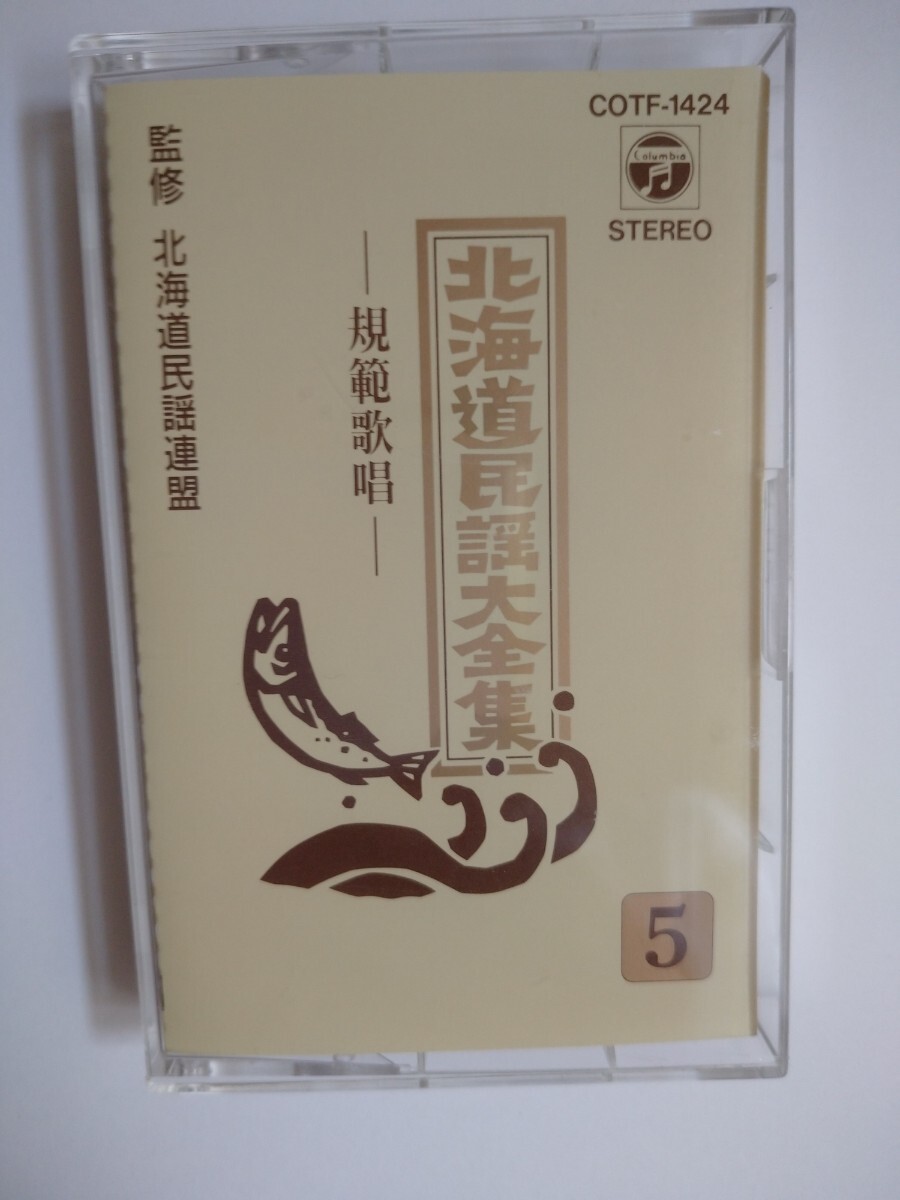 COTF-1424
Columbia
STEREO
北海道民謡大全集
―規範歌唱―
監修 北海道民謡連盟
5